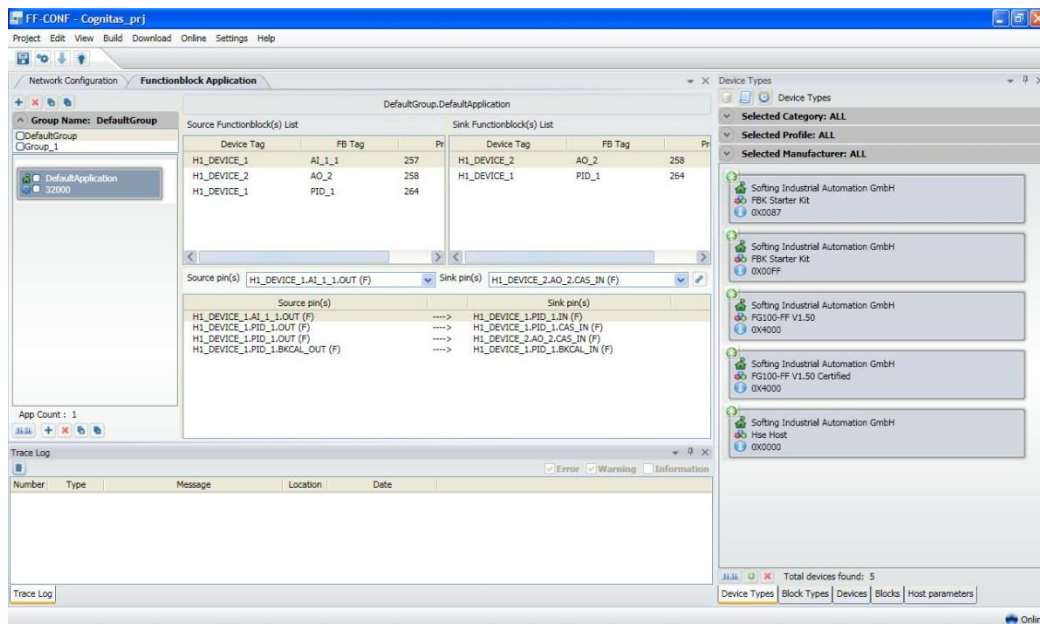 FF-CONF - Cognitas_prj
Project Edit View Build Download Online Settings Help
Network Configuration Functionblock Application
Device Types
Group Name: DefaultGroup
DefaultGroup
Group_1
DefaultApplication
32000
App Count : 1
DefaultGroup.DefaultApplication
Source Functionblock(s) List Sink Functionblock(s) List
Device Tag FB Tag Pr Device Tag FB Tag Pr
H1_DEVICE_1 AI_1_1 257 H1_DEVICE_2 AO_2 258
H1_DEVICE_2 AO_2 258 H1_DEVICE_1 PID_1 264
H1_DEVICE_1 PID_1 264
Source pin(s) H1_DEVICE_1.AI_1_1.OUT (F) Sink pin(s) H1_DEVICE_2.AO_2.CAS_IN (F)
Source pin(s) Sink pin(s)
H1_DEVICE_1.AI_1_1.OUT (F) ----> H1_DEVICE_1.PID_1.IN (F)
H1_DEVICE_1.PID_1.OUT (F) ----> H1_DEVICE_1.PID_1.CAS_IN (F)
H1_DEVICE_1.PID_1.OUT (F) ----> H1_DEVICE_2.AO_2.CAS_IN (F)
H1_DEVICE_1.PID_1.BKCAL_OUT (F) ----> H1_DEVICE_1.PID_1.BKCAL_IN (F)
Device Types
Selected Category: ALL
Selected Profile: ALL
Selected Manufacturer: ALL
Softing Industrial Automation GmbH
FBK Starter Kit
0X0087
Softing Industrial Automation GmbH
FBK Starter Kit
0X00FF
Softing Industrial Automation GmbH
FG100-FF V1.50
0X4000
Softing Industrial Automation GmbH
FG100-FF V1.50 Certified
0X4000
Softing Industrial Automation GmbH
Hse Host
0X0000
Total devices found: 5
Device Types Block Types Devices Blocks Host parameters
Trace Log
Error Warning Information
Number Type Message Location Date
Trace Log
Onlin